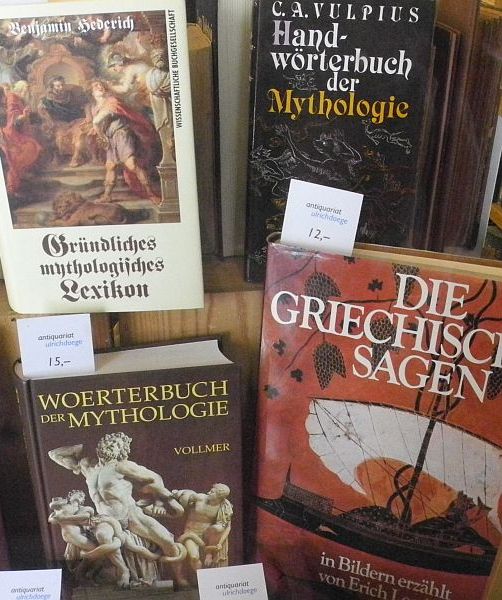 Benjamin Hederich
WISSENSCHAFTLICHE BUCHGESELLSCHAFT
Gründliches
mythologisches
Lexikon
C. A. VULPIUS
Hand-
wörterbuch
der
Mythologie
antiquariat
ulrichdoege
12,-
antiquariat
ulrichdoege
15,-
WOERTERBUCH
DER MYTHOLOGIE
VOLLMER
DIE
GRIECHISCH
SAGEN
in Bildern erzählt
von Erich
antiquariat
ulrichdoege
antiquariat
ulrichdoege